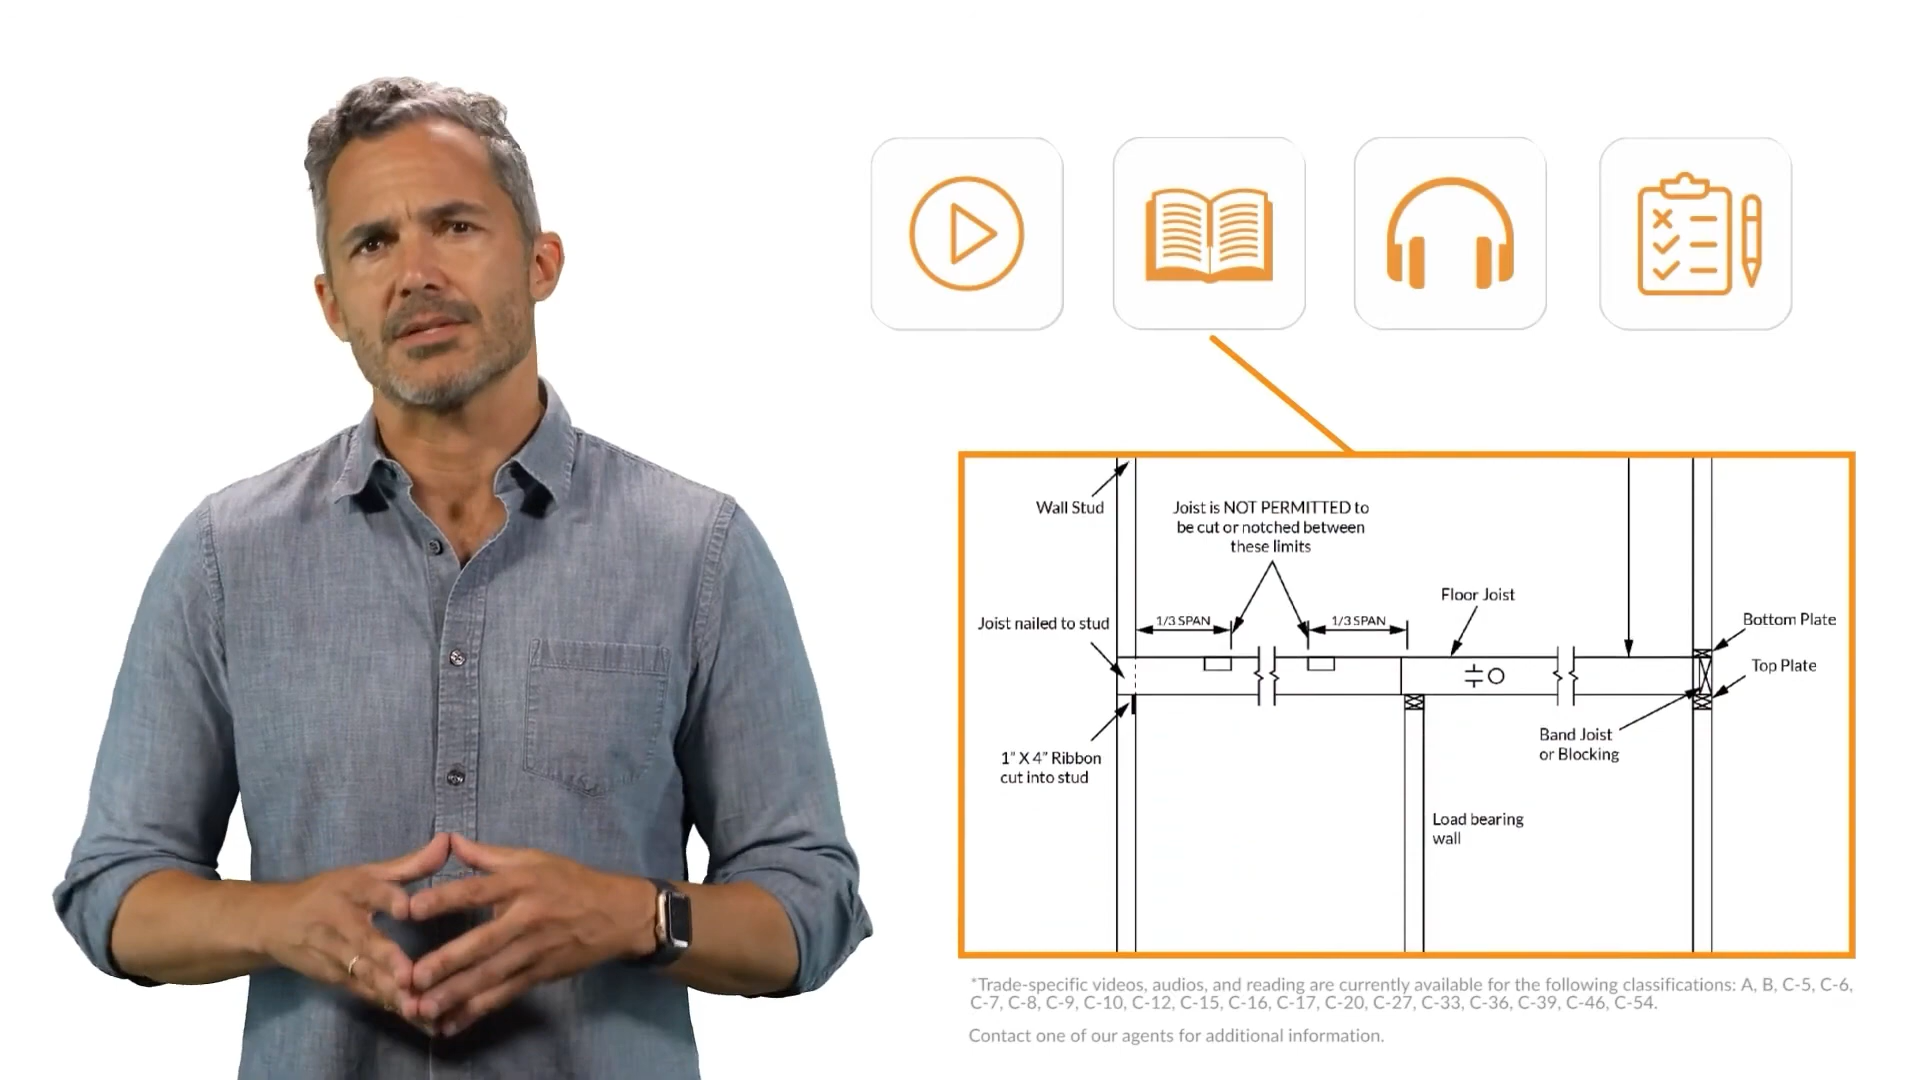 Wall Stud
Joist is NOT PERMITTED to
be cut or notched between
these limits
Floor Joist
Joist nailed to stud
1/3 SPAN
1/3 SPAN
Bottom Plate
Top Plate
Band Joist
or Blocking
1" X 4" Ribbon
cut into stud
Load bearing
wall
*Trade-specific videos, audios, and reading are currently available for the following classifications: A, B, C-5, C-6,
C-7, C-8, C-9, C-10, C-12, C-15, C-16, C-17, C-20, C-27, C-33, C-36, C-39, C-46, C-54.
Contact one of our agents for additional information.